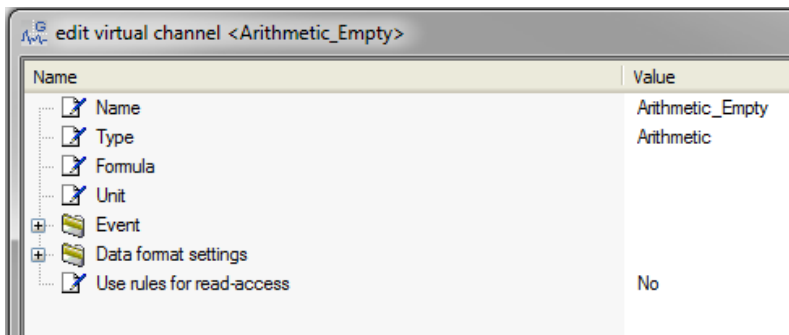 edit virtual channel <Arithmetic_Empty>
Name Value
Name Arithmetic_Empty
Type Arithmetic
Formula
Unit
Event
Data format settings
Use rules for read-access No